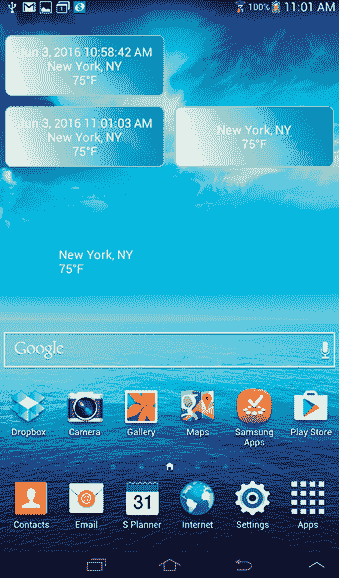 100% 11:01 AM
Jun 3, 2016 10:58:42 AM
New York, NY
75°F
Jun 3, 2016 11:01:03 AM
New York, NY
75°F
New York, NY
75°F
New York, NY
75°F
Google
Dropbox Camera Gallery Maps Samsung Apps Play Store
31
Contacts Email S Planner Internet Settings Apps